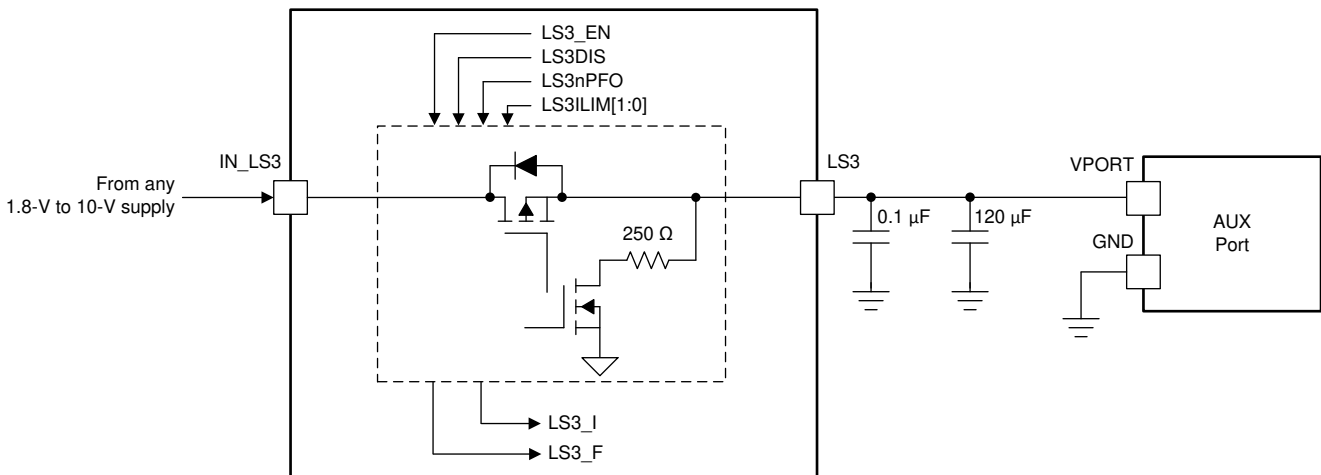 LS3_EN
LS3DIS
LS3nPFO
LS3ILIM[1:0]
IN_LS3
LS3
VPORT
From any
1.8-V to 10-V supply
0.1 µF
120 µF
AUX
Port
250 Ω
GND
LS3_I
LS3_F